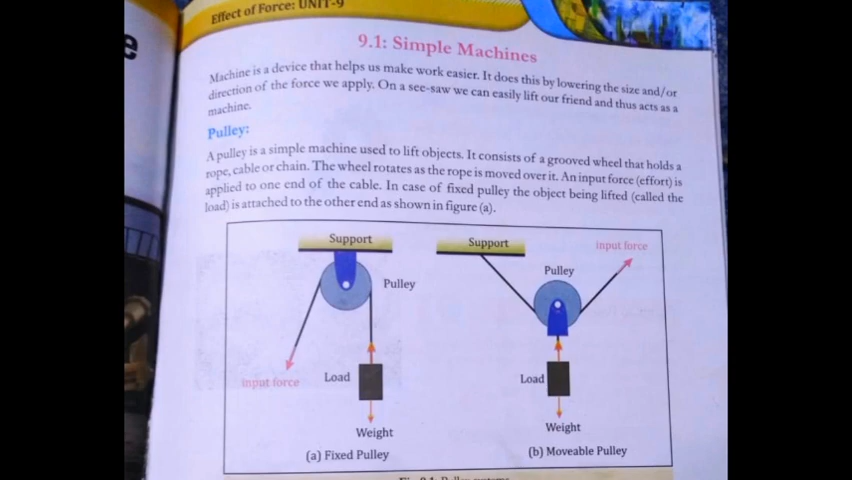 Effect of Force: UNIT-9
e
9.1: Simple Machines
Machine is a device that helps us make work easier. It does this by lowering the size and/or
direction of the force we apply. On a see-saw we can easily lift our friend and thus acts as a
machine.
Pulley:
A pulley is a simple machine used to lift objects. It consists of a grooved wheel that holds a
rope, cable or chain. The wheel rotates as the rope is moved over it. An input force (effort) is
applied to one end of the cable. In case of fixed pulley the object being lifted (called the
load) is attached to the other end as shown in figure (a).
Support
Pulley
input force
Load
Weight
(a) Fixed Pulley
Support
input force
Pulley
Load
Weight
(b) Moveable Pulley